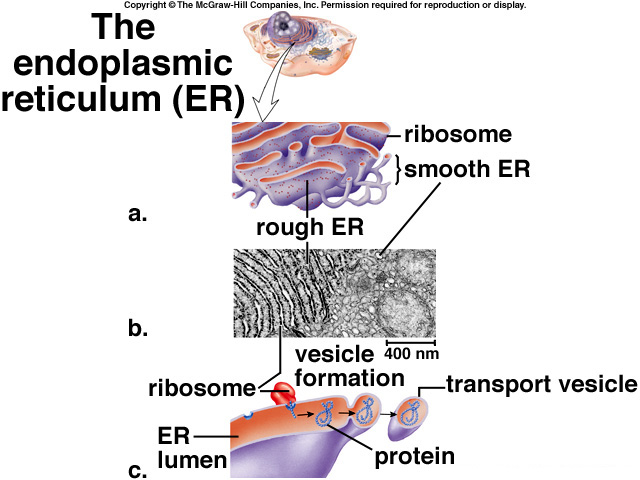 Copyright © The McGraw-Hill Companies, Inc. Permission required for reproduction or display.
The
endoplasmic
reticulum (ER)
ribosome
smooth ER
a.
rough ER
b.
400 nm
vesicle
formation
ribosome
transport vesicle
ER
lumen
protein
c.